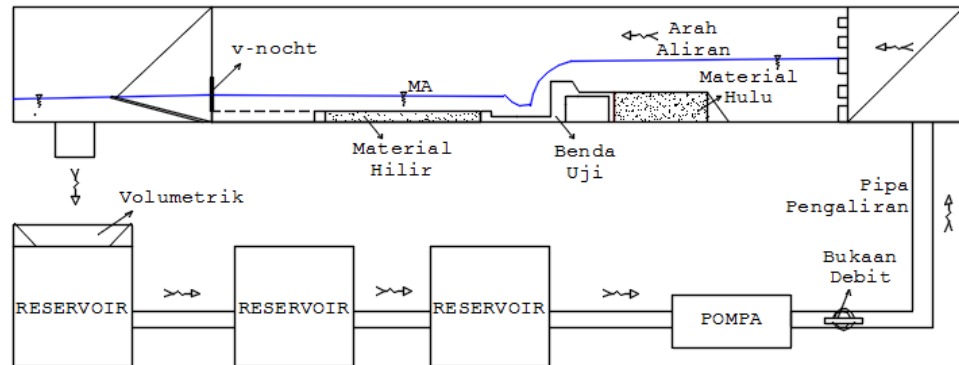 v-nocht
Arah
Aliran
MA
Material
Hulu
Material
Hilir
Benda
Uji
Volumetrik
Pipa
Pengaliran
Bukaan
Debit
RESERVOIR
RESERVOIR
RESERVOIR
POMPA